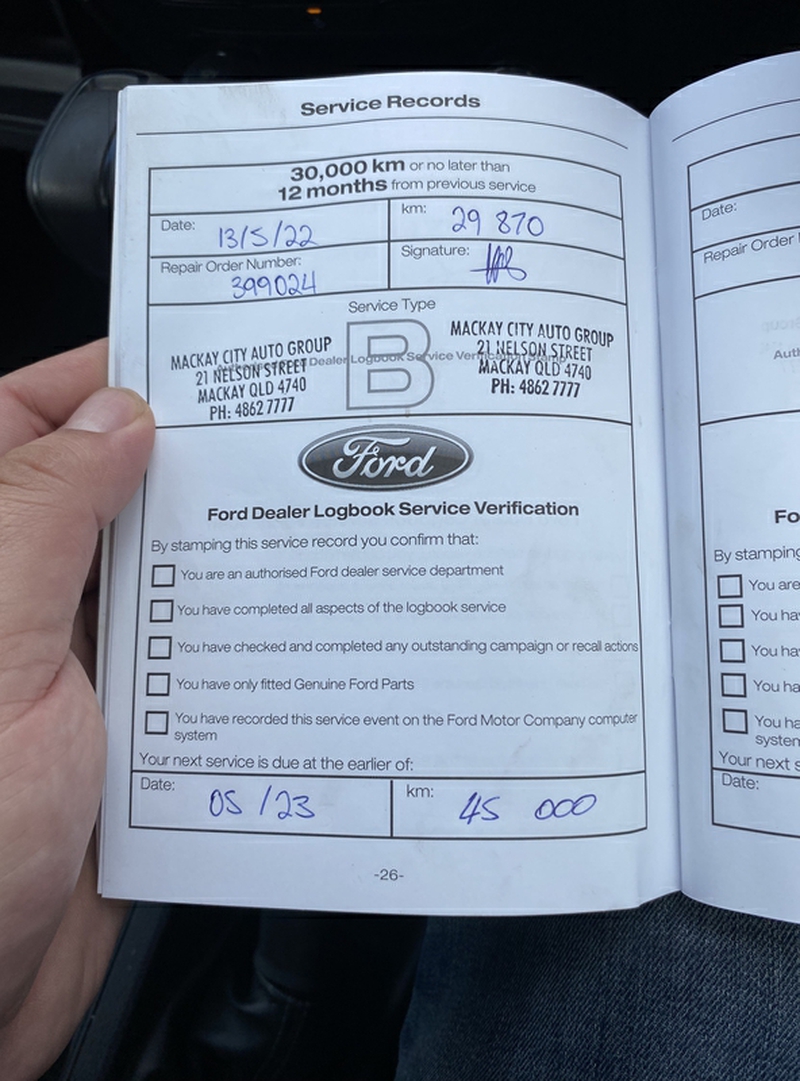 Service Records
30,000 km or no later than
12 months from previous service
Date: 13/5/22
km: 29 870
Repair Order Number: 399024
Signature:
Service Type
B
Dealer Logbook Service
MACKAY CITY AUTO GROUP
21 NELSON STREET
MACKAY QLD 4740
PH: 4862 7777
MACKAY CITY AUTO GROUP
21 NELSON STREET
MACKAY QLD 4740
PH: 4862 7777
Ford
Ford Dealer Logbook Service Verification
By stamping this service record you confirm that:
You are an authorised Ford dealer service department
You have completed all aspects of the logbook service
You have checked and completed any outstanding campaign or recall actions
You have only fitted Genuine Ford Parts
You have recorded this service event on the Ford Motor Company computer
system
Your next service is due at the earlier of:
Date: 05/23
km: 45 000
-26-
Date:
Repair Order
Fo
By stamping
You are
You ha
You ha
You ha
You ha
system
Your next s
Date: